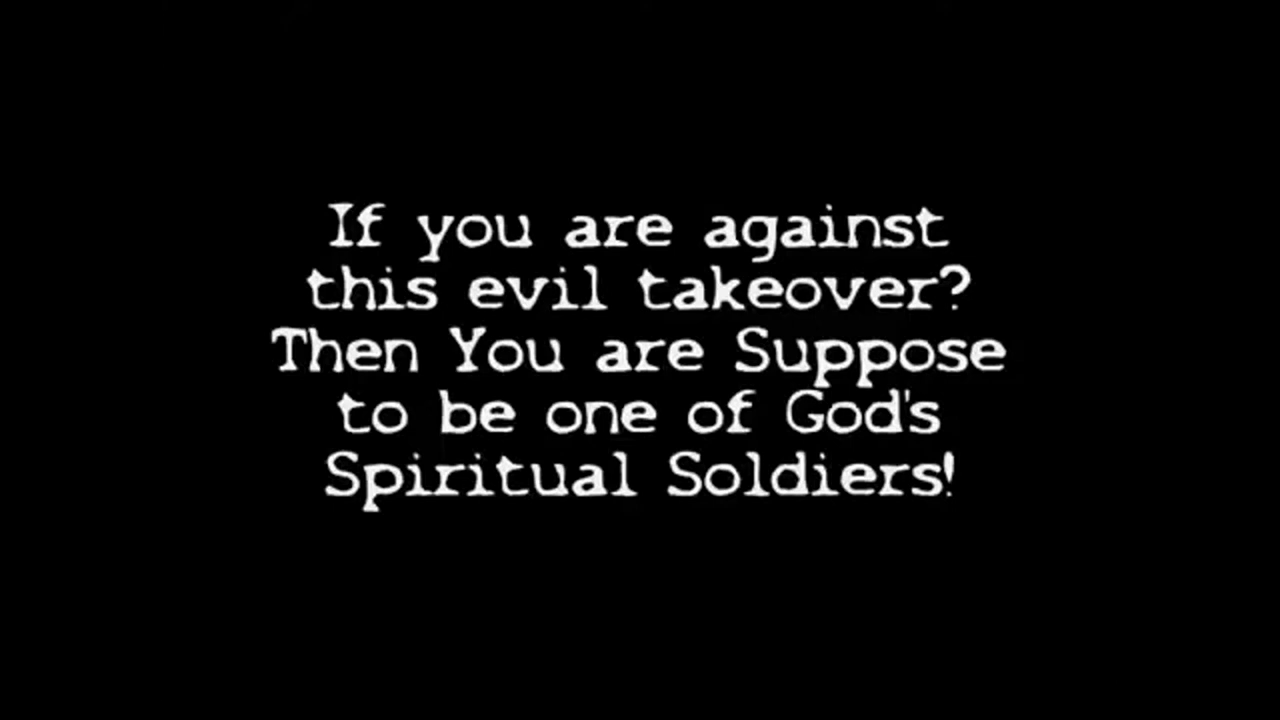 If you are against
this evil takeover?
Then You are Suppose
to be one of God's
Spiritual Soldiers!